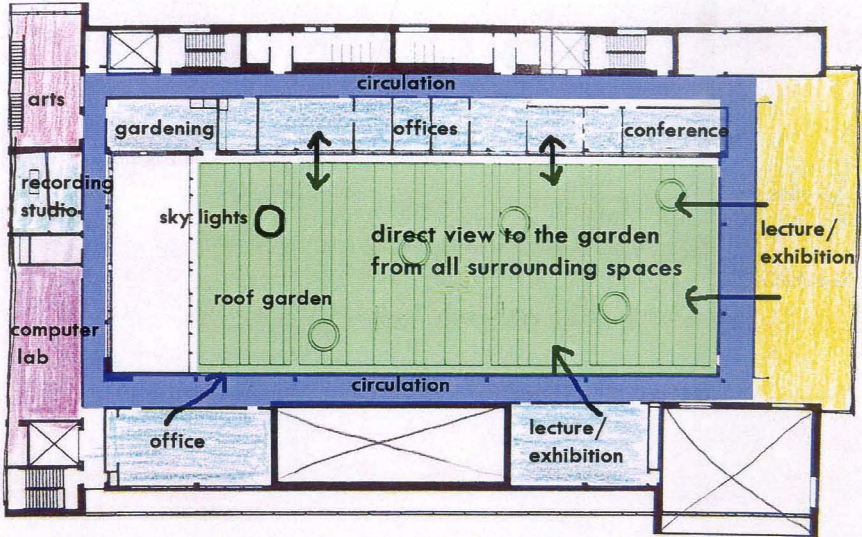 circulation
arts
gardening
offices
conference
recording
studio
sky lights
direct view to the garden
from all surrounding spaces
lecture/
exhibition
roof garden
computer
lab
circulation
office
lecture/
exhibition